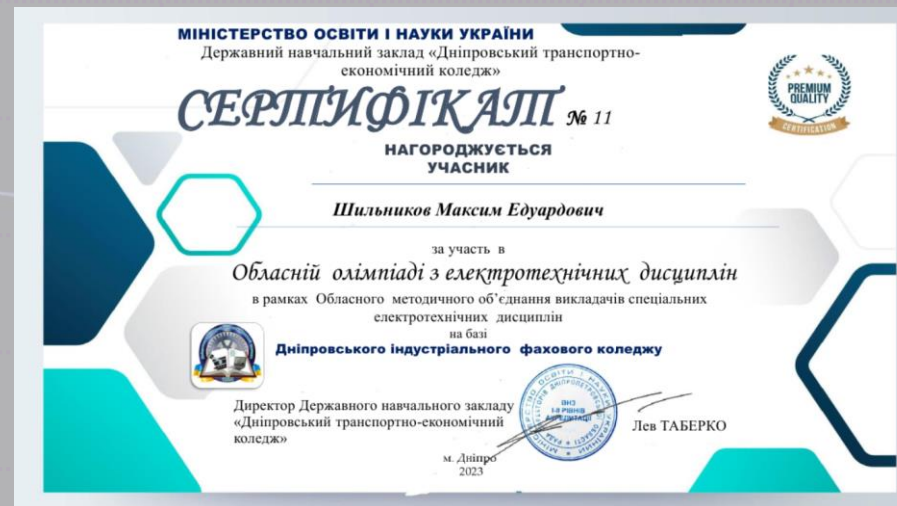 МІНІСТЕРСТВО ОСВІТИ І НАУКИ УКРАЇНИ
Державний навчальний заклад «Дніпровський транспортно-
економічний коледж»
СЕРТИФІКАТ № 11
PREMIUM
QUALITY
CERTIFICATION
НАГОРОДЖУЄТЬСЯ
УЧАСНИК
Шильников Максим Едуардович
за участь в
Обласній олімпіаді з електротехнічних дисциплін
в рамках Обласного методичного об’єднання викладачів спеціальних
електротехнічних дисциплін
на базі
Дніпровського індустріального фахового коледжу
Директор Державного навчального закладу
«Дніпровський транспортно-економічний
коледж»
Лев ТАБЕРКО
м. Дніпро
2023